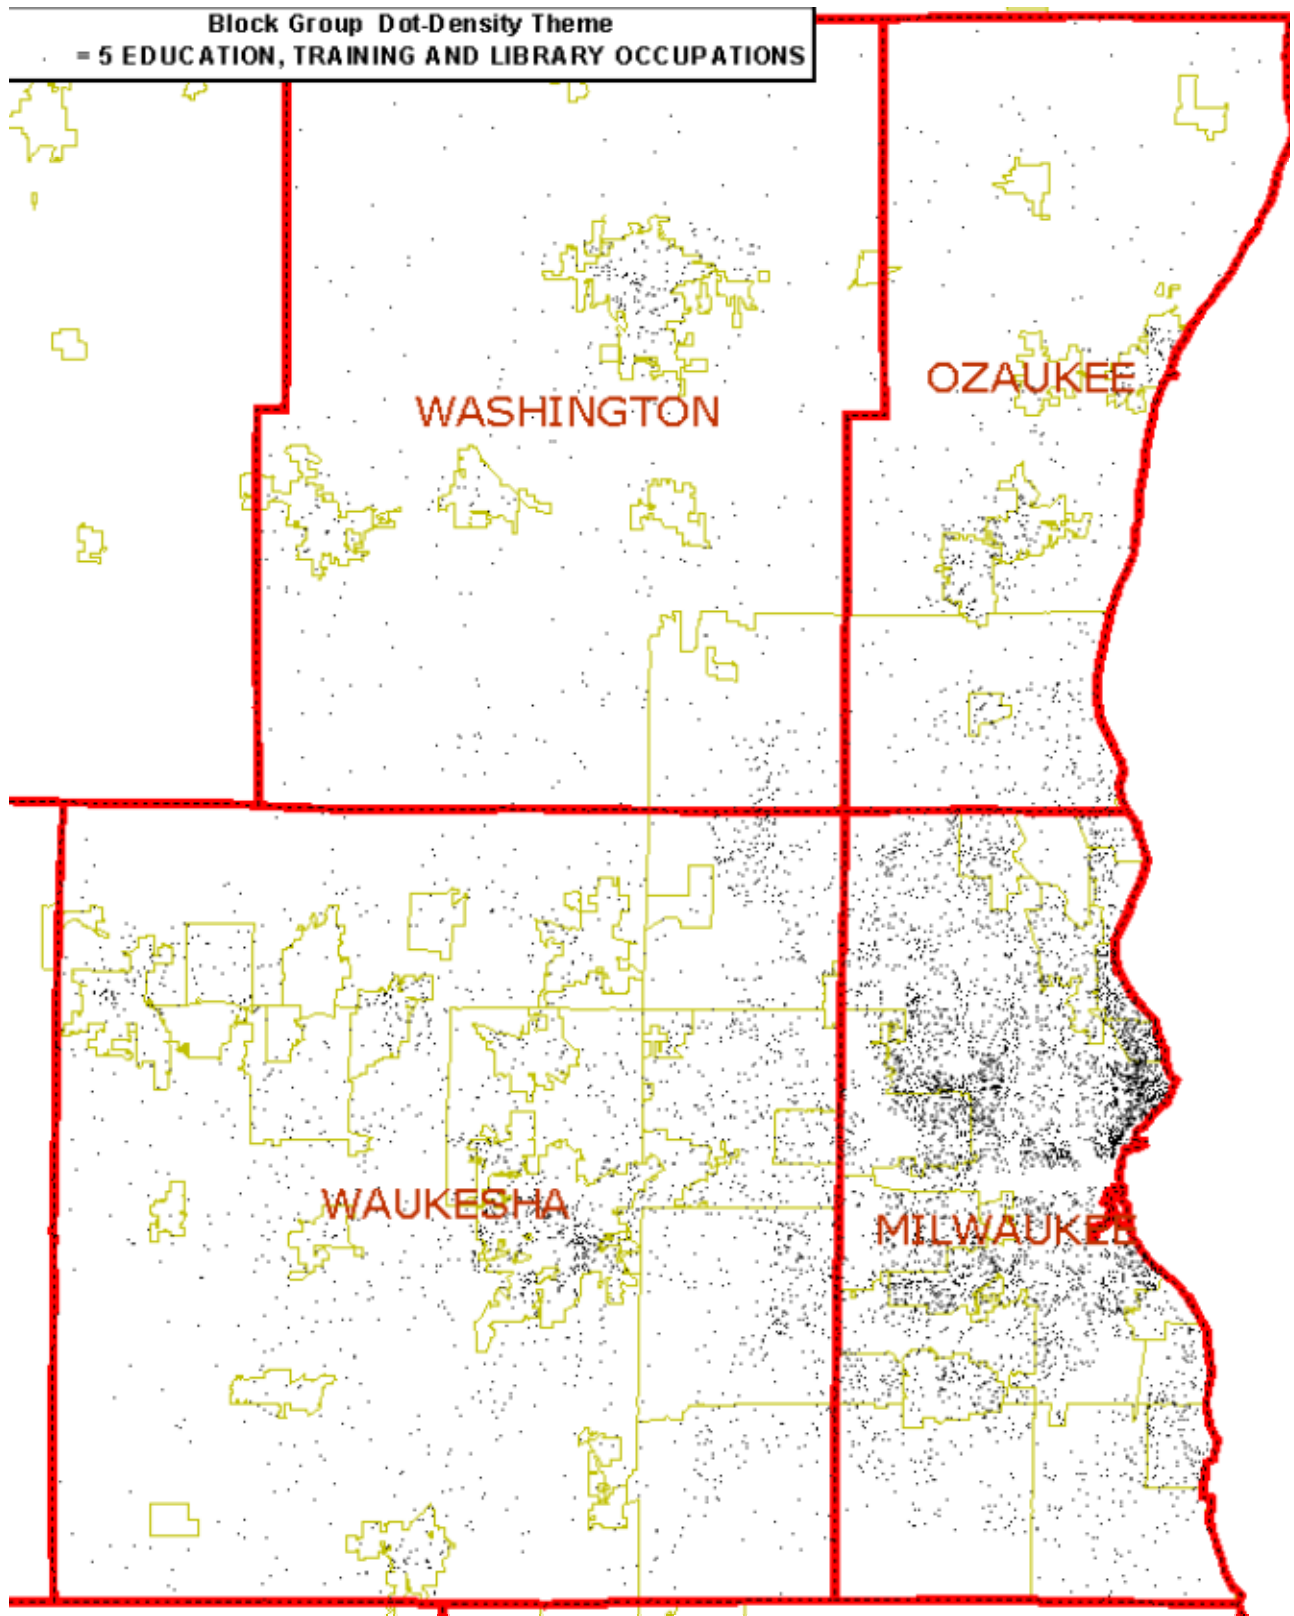 Block Group Dot-Density Theme
= 5 EDUCATION, TRAINING AND LIBRARY OCCUPATIONS
OZAUKEE
WASHINGTON
WAUKESHA
MILWAUKEE